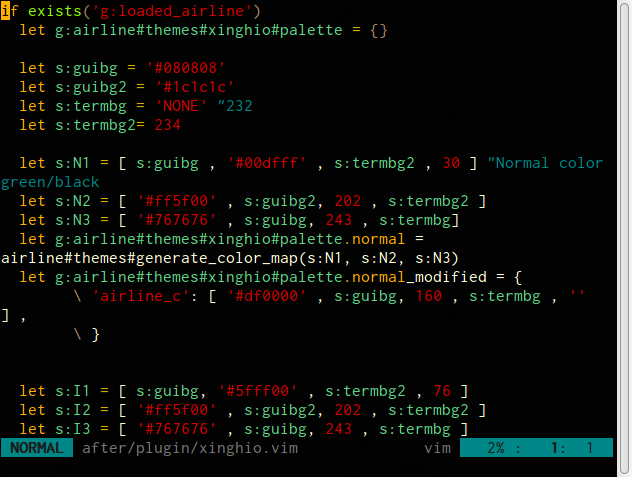 if exists('g:loaded_airline')
  let g:airline#themes#xinghio#palette = {}

  let s:guibg = '#080808'
  let s:guibg2 = '#1c1c1c'
  let s:termbg = 'NONE' "232
  let s:termbg2= 234

  let s:N1 = [ s:guibg , '#00dfff' , s:termbg2 , 30 ] "Normal color
green/black
  let s:N2 = [ '#ff5f00' , s:guibg2, 202 , s:termbg2 ]
  let s:N3 = [ '#767676' , s:guibg, 243 , s:termbg]
  let g:airline#themes#xinghio#palette.normal =
airline#themes#generate_color_map(s:N1, s:N2, s:N3)
  let g:airline#themes#xinghio#palette.normal_modified = {
        \ 'airline_c': [ '#df0000' , s:guibg, 160 , s:termbg , ''
] ,
        \ }

  let s:I1 = [ s:guibg, '#5fff00' , s:termbg2 , 76 ]
  let s:I2 = [ '#ff5f00' , s:guibg2, 202 , s:termbg2 ]
  let s:I3 = [ '#767676' , s:guibg, 243 , s:termbg ]
NORMAL after/plugin/xinghio.vim vim 2% : 1: 1